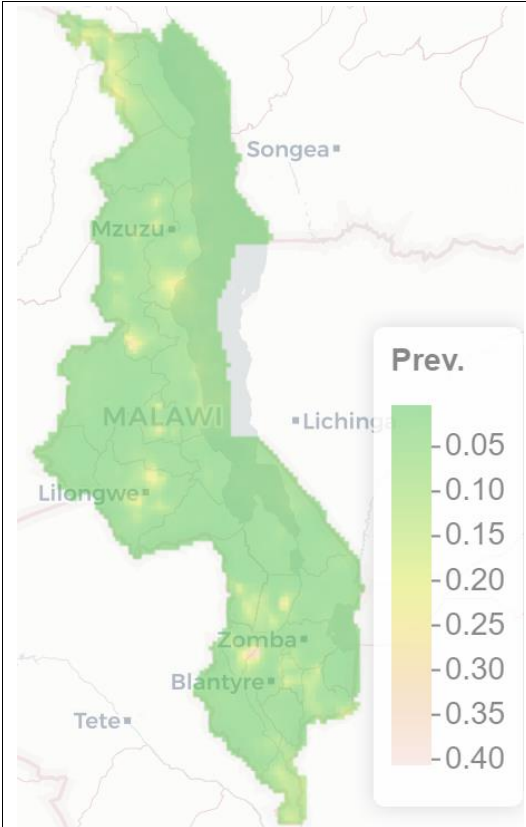 Songea
Mzuzu
Prev.
MALAWI
Lichinga
0.05
0.10
Lilongwe
0.15
0.20
0.25
Zomba
0.30
Blantyre
0.35
Tete
0.40